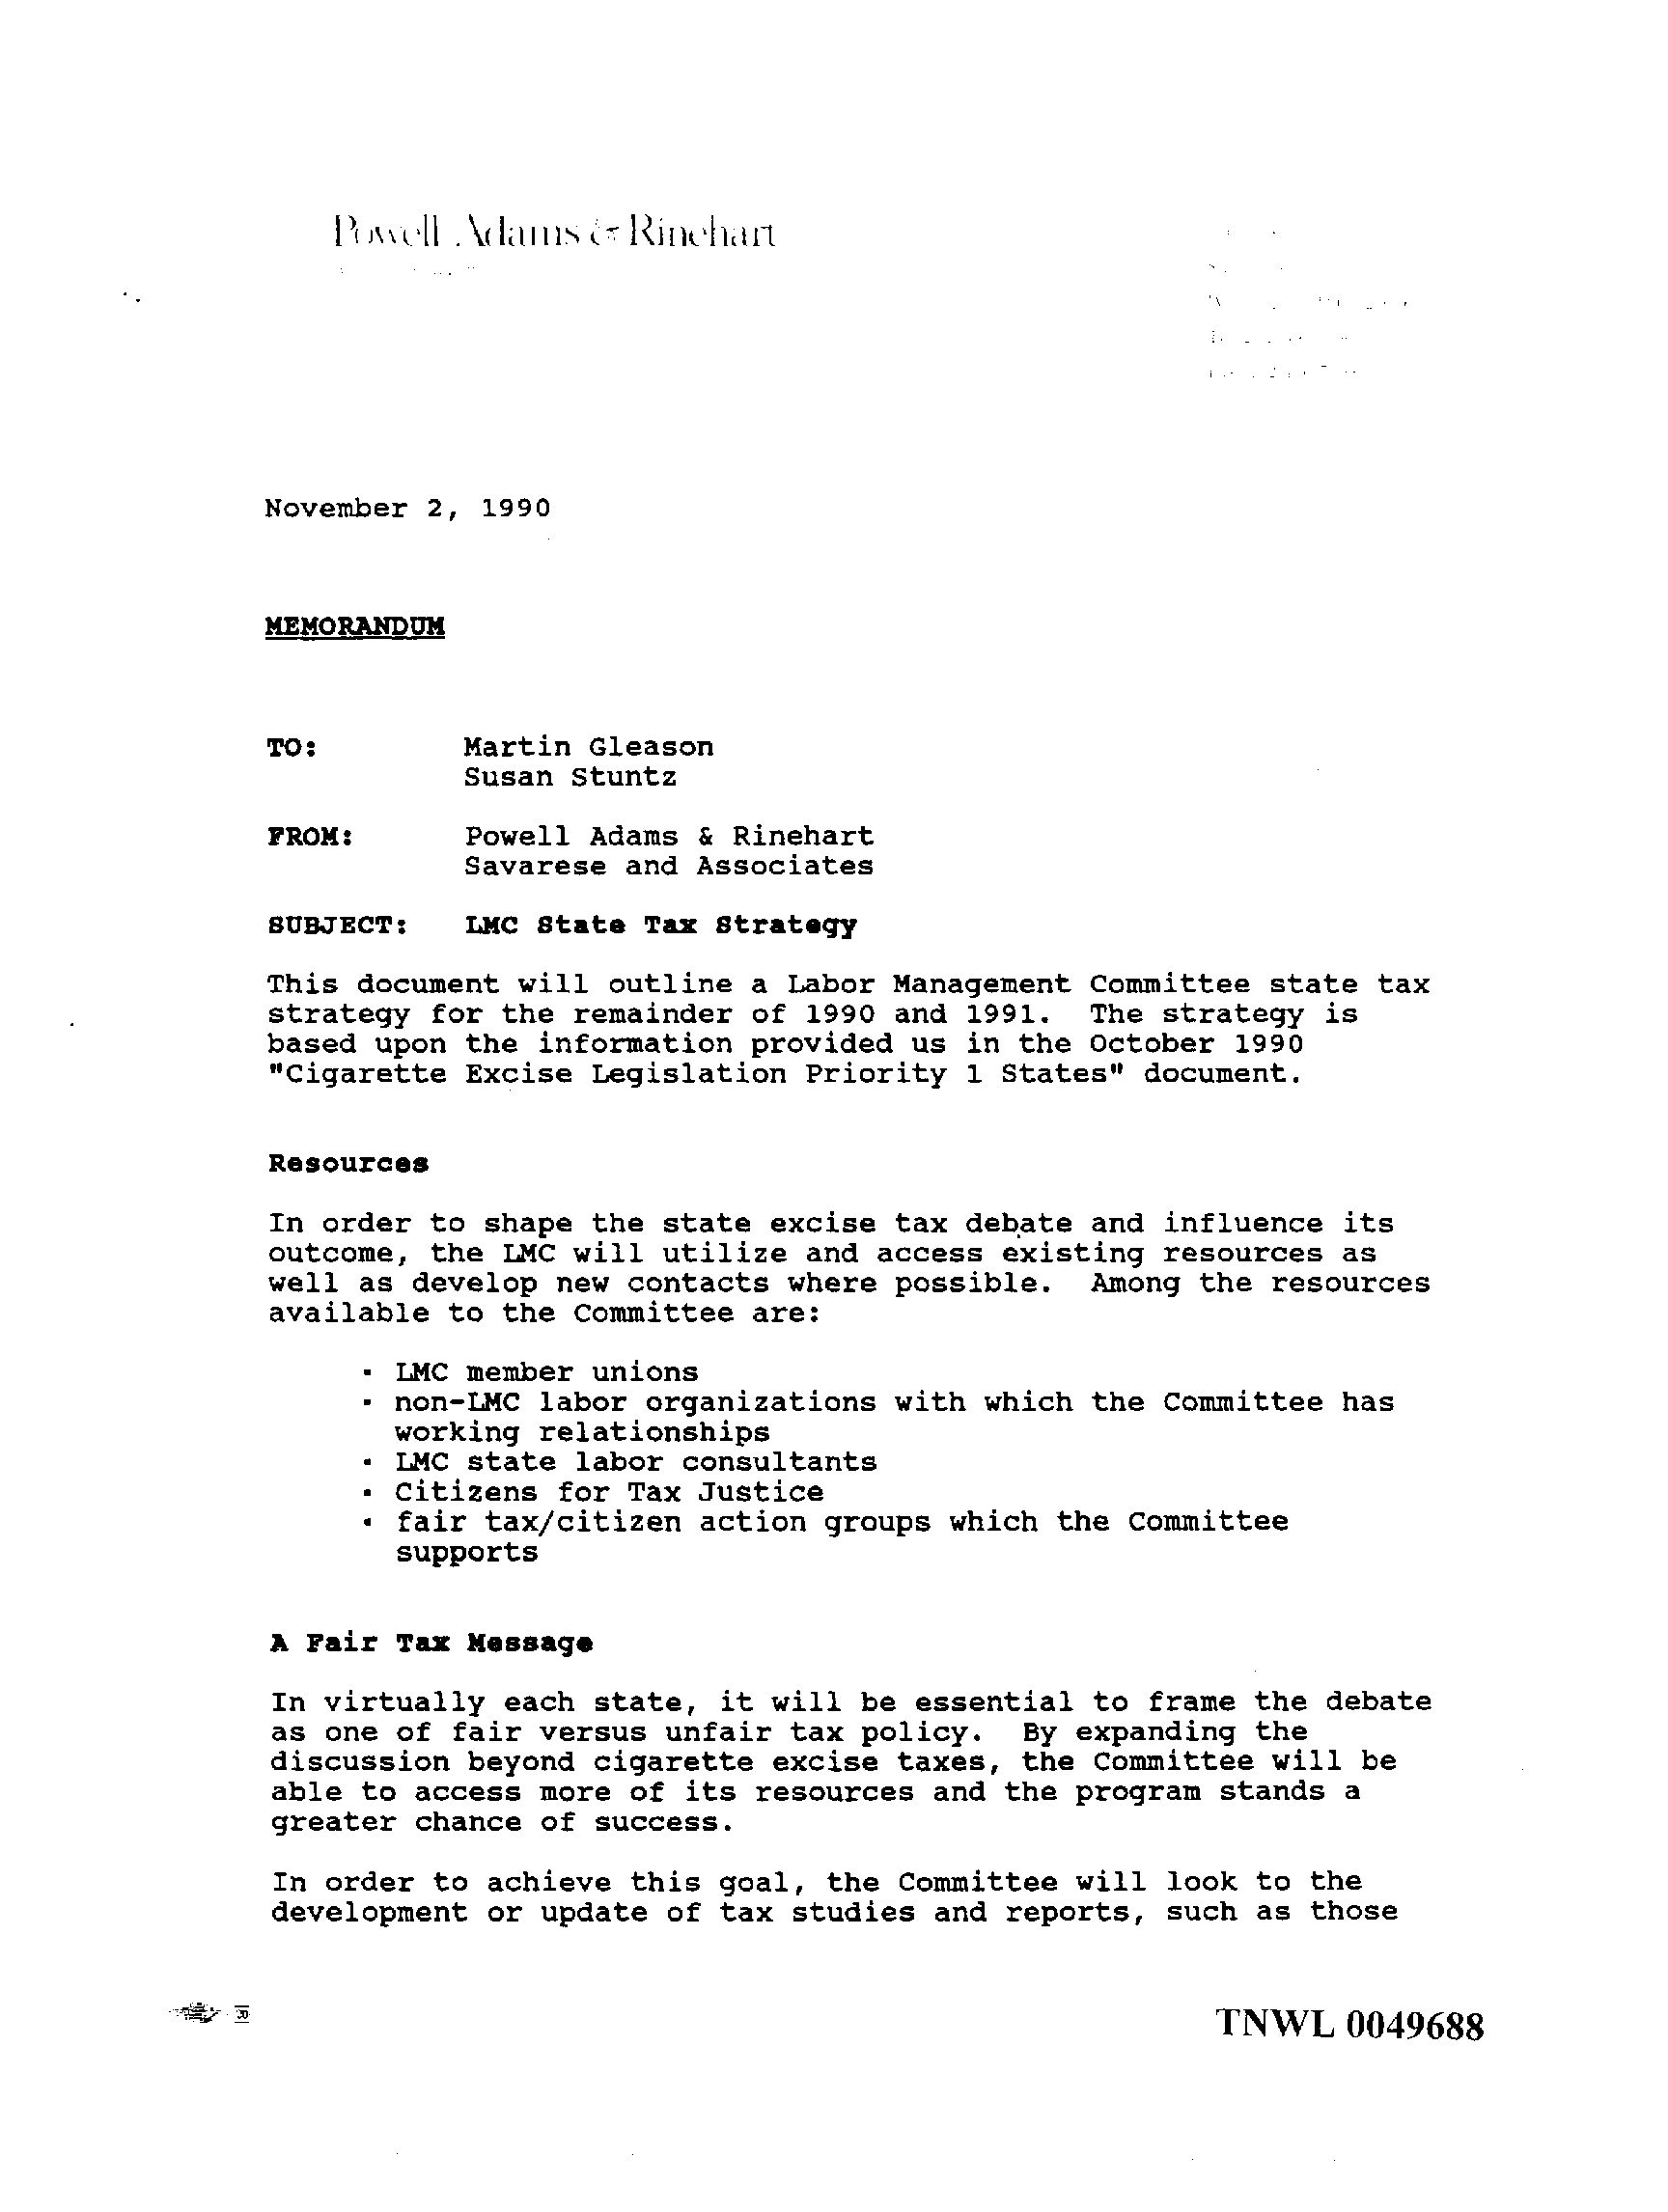 Powell Adams & Rinehart
November 2, 1990
MEMORANDUM
TO: Martin Gleason
Susan Stuntz
FROM: Powell Adams & Rinehart
Savarese and Associates
SUBJECT: LMC State Tax Strategy
This document will outline a Labor Management Committee state tax
strategy for the remainder of 1990 and 1991. The strategy is
based upon the information provided us in the October 1990
"Cigarette Excise Legislation Priority 1 States" document.
Resources
In order to shape the state excise tax debate and influence its
outcome, the LMC will utilize and access existing resources as
well as develop new contacts where possible. Among the resources
available to the Committee are:
▪ LMC member unions
▪ non-LMC labor organizations with which the Committee has
working relationships
▪ LMC state labor consultants
▪ Citizens for Tax Justice
▪ fair tax/citizen action groups which the Committee
supports
A Fair Tax Message
In virtually each state, it will be essential to frame the debate
as one of fair versus unfair tax policy. By expanding the
discussion beyond cigarette excise taxes, the Committee will be
able to access more of its resources and the program stands a
greater chance of success.
In order to achieve this goal, the Committee will look to the
development or update of tax studies and reports, such as those
TNWL 0049688